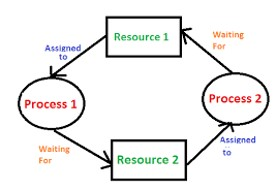 Resource 1
Waiting
For
Assigned
to
Process 1
Process 2
Waiting
For
Resource 2
Assigned
to